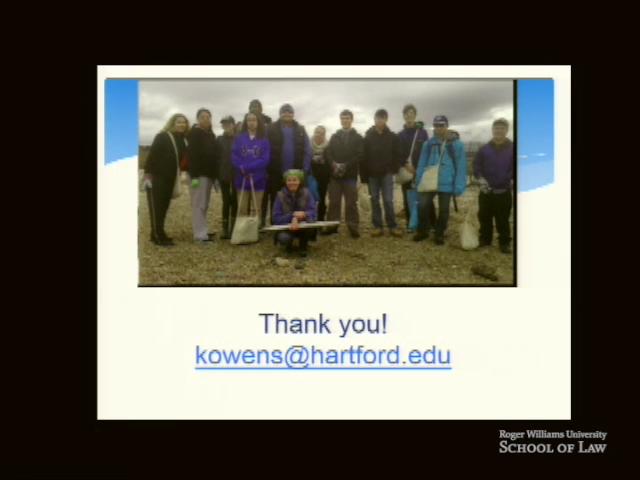 Thank you!
kowens@hartford.edu
Roger Williams University
School of Law